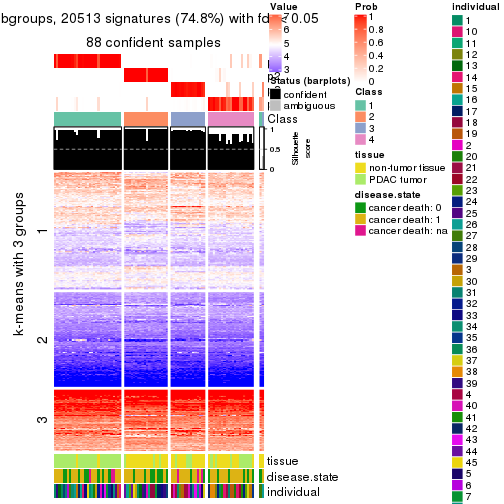 bgroups, 20513 signatures (74.8%) with fd
0.05
88 confident samples
Class
1
0.5
0
Silhouette
score
k-means with 3 groups
1
2
3
tissue
disease.state
individual
Value
6
5
4
3
Status (barplots)
confident
ambiguous
Prob
1
0.8
0.6
0.4
0.2
0
Class
1
2
3
4
tissue
non-tumor tissue
PDAC tumor
disease.state
cancer death: 0
cancer death: 1
cancer death: na
individual
1
10
11
12
13
14
15
16
17
18
19
2
20
21
22
23
24
25
26
27
28
29
3
30
31
32
33
34
35
36
37
38
39
4
40
41
42
43
44
45
5
6
7